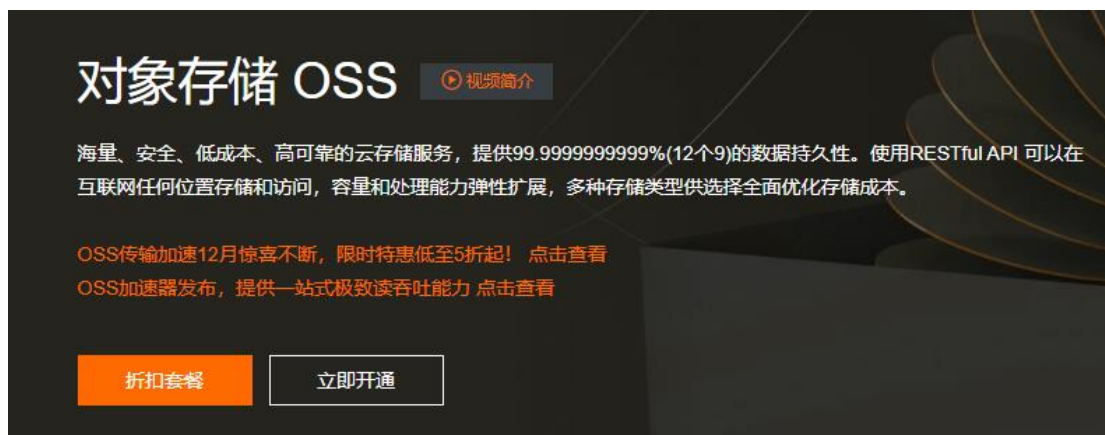 对象存储 OSS 视频简介
海量、安全、低成本、高可靠的云存储服务，提供99.9999999999%(12个9)的数据持久性。使用RESTful API 可以在
互联网任何位置存储和访问，容量和处理能力弹性扩展，多种存储类型供选择全面优化存储成本。
OSS传输加速12月惊喜不断，限时特惠低至5折起！ 点击查看
OSS加速器发布，提供一站式极致读吞吐能力 点击查看
折扣套餐 立即开通